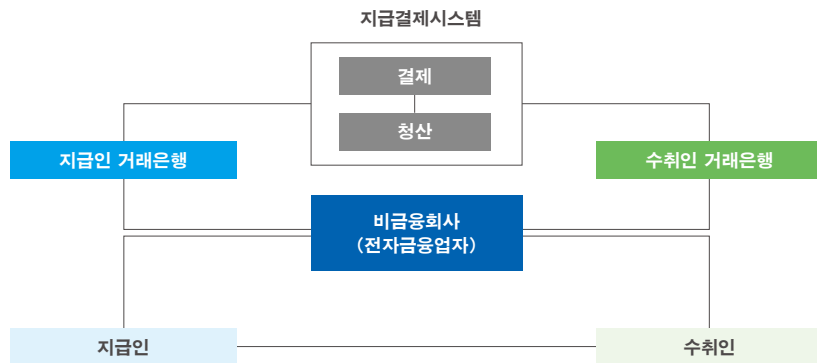 지급결제시스템
결제
청산
지급인 거래은행
수취인 거래은행
비금융회사
(전자금융업자)
지급인
수취인